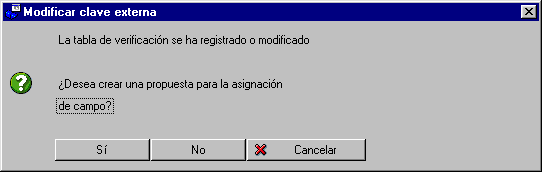 Modificar clave externa
La tabla de verificación se ha registrado o modificado
¿Desea crear una propuesta para la asignación
de campo?
Sí
No
Cancelar